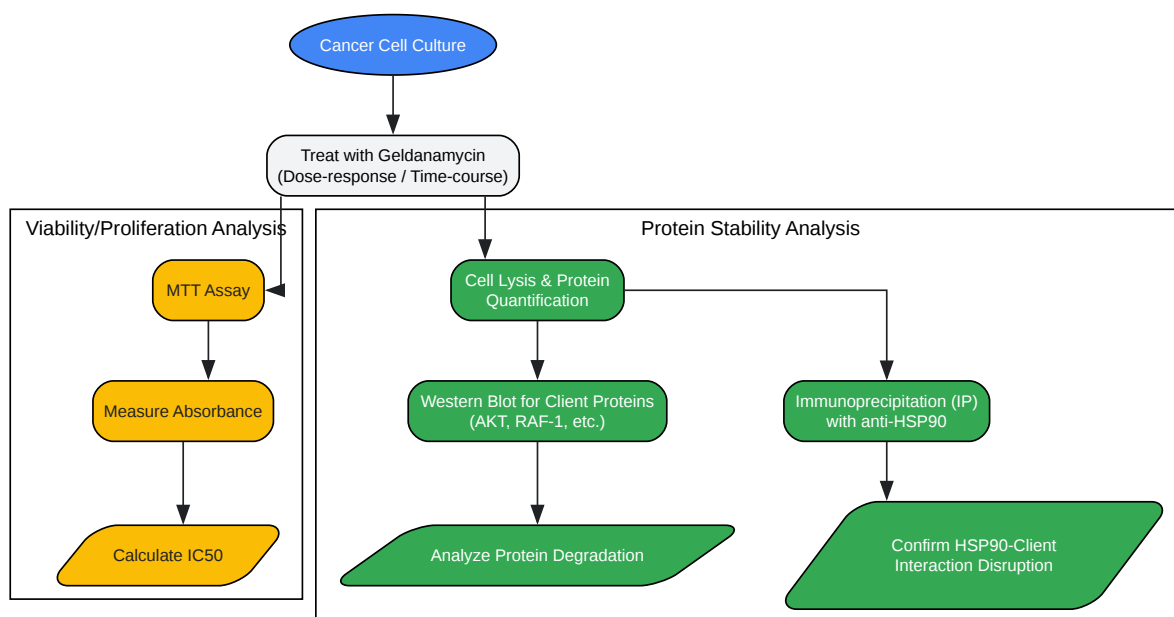 Cancer Cell Culture
Treat with Geldanamycin
(Dose-response / Time-course)
Viability/Proliferation Analysis
MTT Assay
Measure Absorbance
Calculate IC50
Protein Stability Analysis
Cell Lysis & Protein
Quantification
Western Blot for Client Proteins
(AKT, RAF-1, etc.)
Analyze Protein Degradation
Immunoprecipitation (IP)
with anti-HSP90
Confirm HSP90-Client
Interaction Disruption